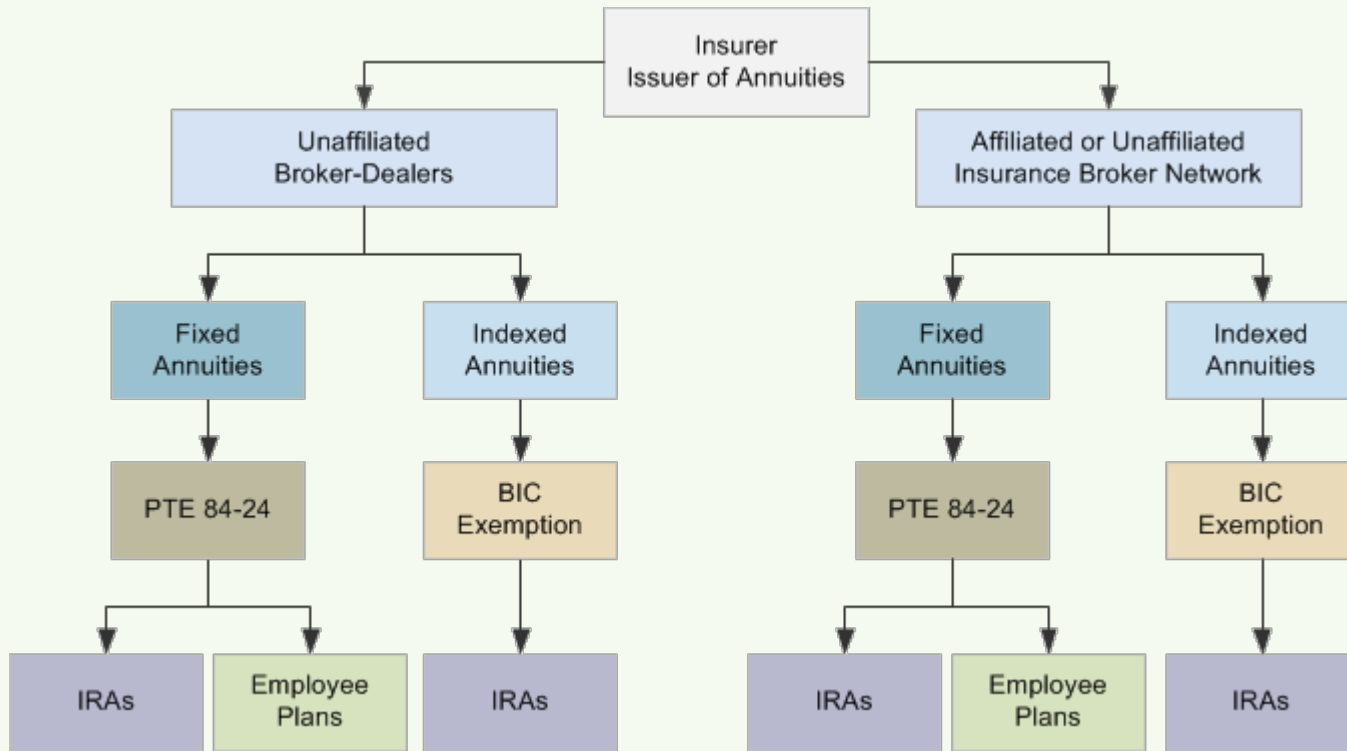 Insurer
Issuer of Annuities
Unaffiliated
Broker-Dealers
Affiliated or Unaffiliated
Insurance Broker Network
Fixed
Annuities
Indexed
Annuities
Fixed
Annuities
Indexed
Annuities
PTE 84-24
BIC
Exemption
PTE 84-24
BIC
Exemption
IRAs
Employee
Plans
IRAs
IRAs
Employee
Plans
IRAs